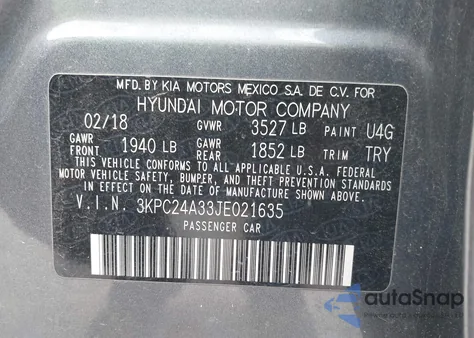 MFD. BY KIA MOTORS MEXICO S.A. DE C.V. FOR
HYUNDAI MOTOR COMPANY
02/18 GVWR 3527 LB PAINT U4G
GAWR FRONT 1940 LB GAWR REAR 1852 LB TRIM TRY
THIS VEHICLE CONFORMS TO ALL APPLICABLE U.S.A. FEDERAL
MOTOR VEHICLE SAFETY, BUMPER, AND THEFT PREVENTION STANDARDS
IN EFFECT ON THE DATE OF MANUFACTURE SHOWN ABOVE.
V.I.N. 3KPC24A33JE021635
PASSENGER CAR
autoSnap